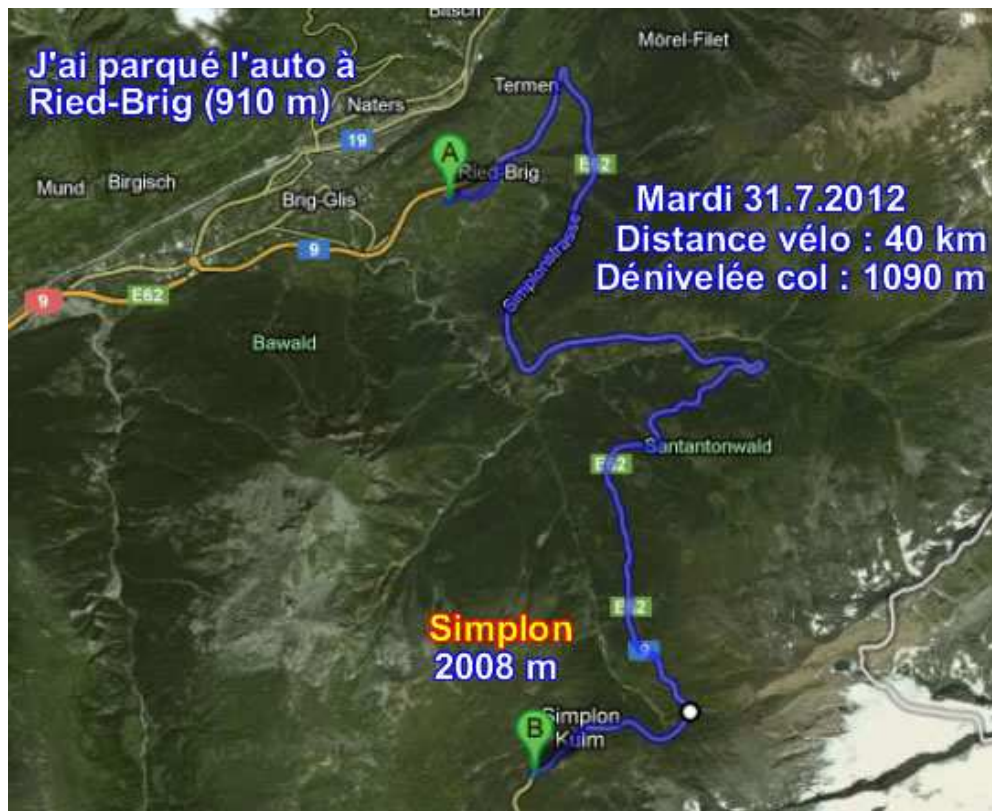 Bitsch
Mörel-Filet
J'ai parqué l'auto à
Ried-Brig (910 m)
Termen
Naters
19
A
E62
Ried-Brig
Mund
Birgisch
Brig-Glis
Mardi 31.7.2012
Distance vélo : 40 km
Dénivelée col : 1090 m
9
E62
9
Simplonstrasse
Bawald
Santantonwald
E62
E62
Simplon
2008 m
9
B
Simplon
Kulm